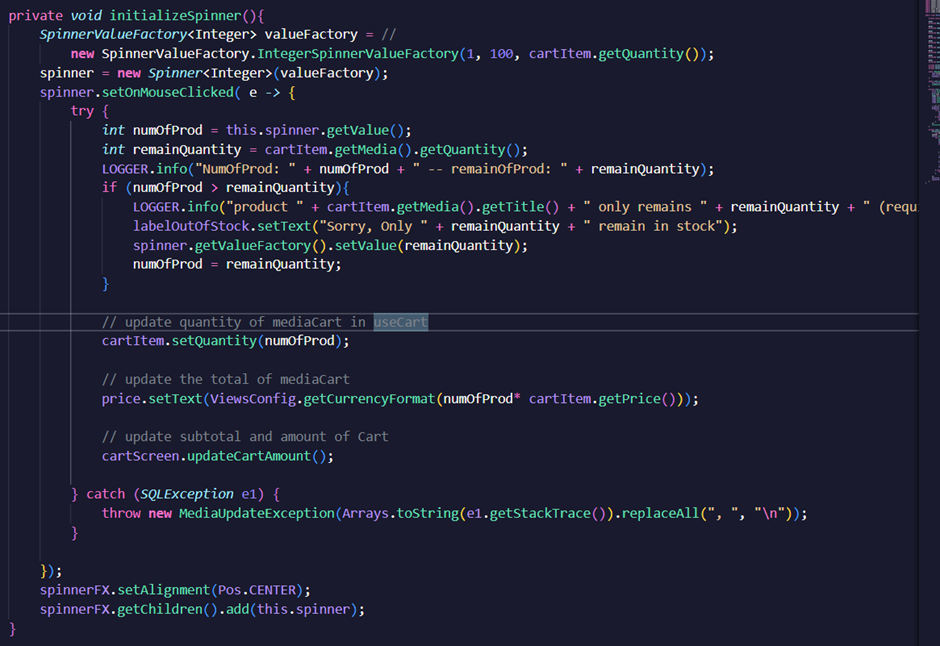 private void initializeSpinner(){
    SpinnerValueFactory<Integer> valueFactory = //
        new SpinnerValueFactory.IntegerSpinnerValueFactory(1, 100, cartItem.getQuantity());
    spinner = new Spinner<Integer>(valueFactory);
    spinner.setOnMouseClicked( e -> {
        try {
            int numOfProd = this.spinner.getValue();
            int remainQuantity = cartItem.getMedia().getQuantity();
            LOGGER.info("NumOfProd: " + numOfProd + " -- remainOfProd: " + remainQuantity);
            if (numOfProd > remainQuantity){
                LOGGER.info("product " + cartItem.getMedia().getTitle() + " only remains " + remainQuantity + " (requ
                labelOutOfStock.setText("Sorry, Only " + remainQuantity + " remain in stock");
                spinner.getValueFactory().setValue(remainQuantity);
                numOfProd = remainQuantity;
            }
            // update quantity of mediaCart in useCart
            cartItem.setQuantity(numOfProd);
            // update the total of mediaCart
            price.setText(ViewsConfig.getCurrencyFormat(numOfProd* cartItem.getPrice()));
            // update subtotal and amount of Cart
            cartScreen.updateCartAmount();
        } catch (SQLException e1) {
            throw new MediaUpdateException(Arrays.toString(e1.getStackTrace()).replaceAll(", ", "\n"));
        }
    });
    spinnerFX.setAlignment(Pos.CENTER);
    spinnerFX.getChildren().add(this.spinner);
}